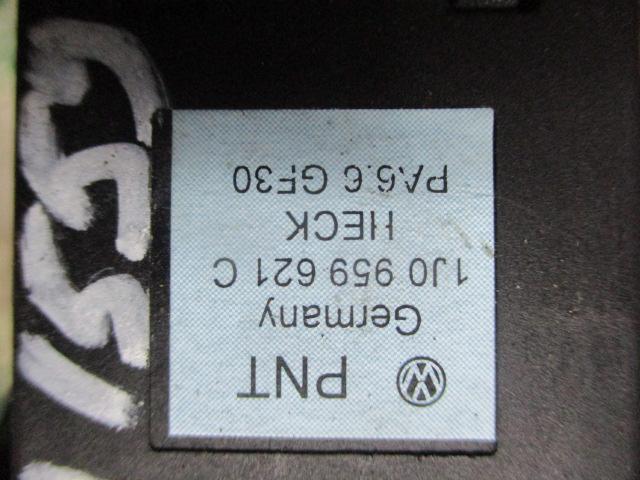 PNT
Germany
1J0 959 621 C
HECK
PA6.6 GF30